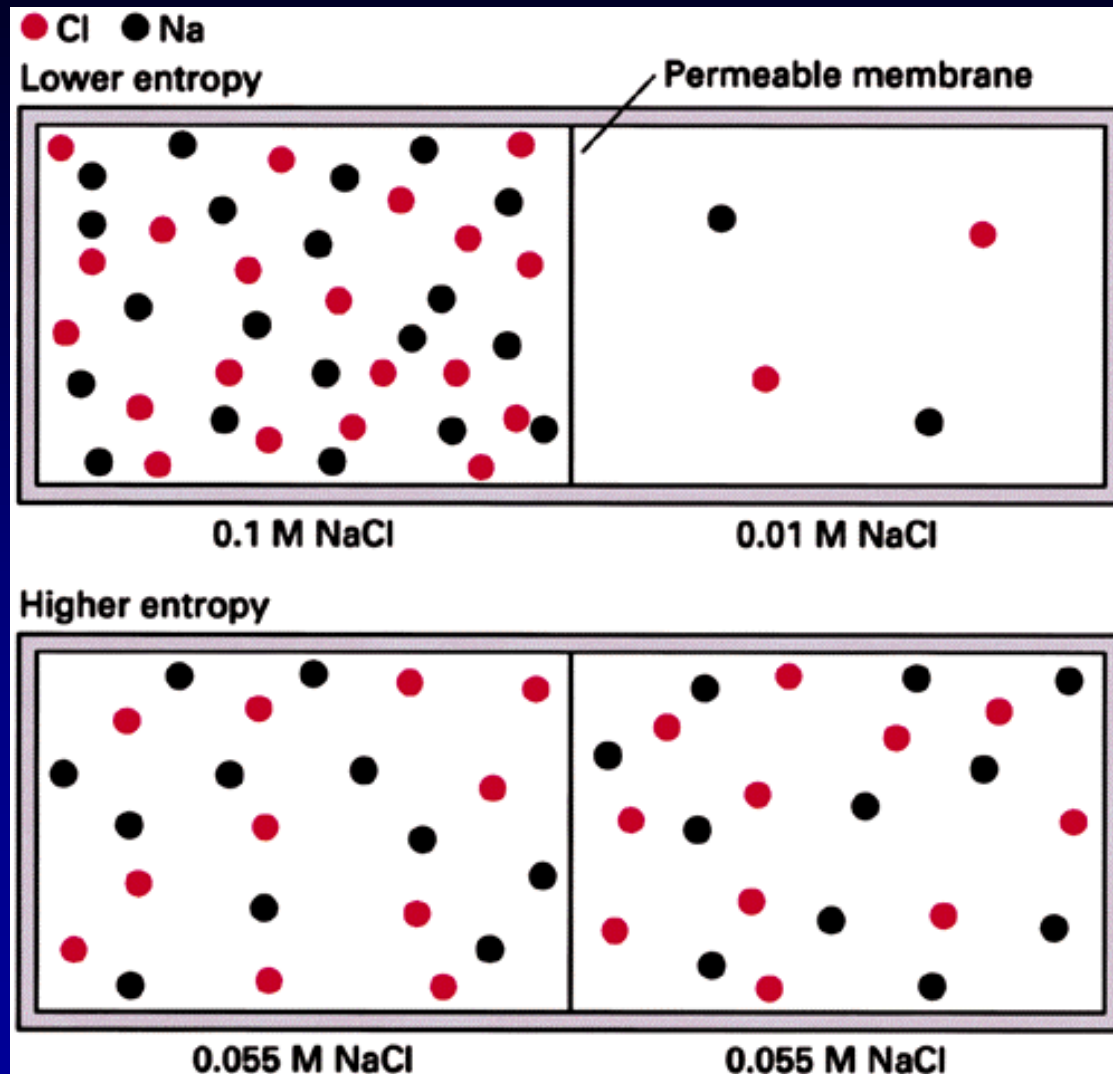 Cl Na
Lower entropy
Permeable membrane
0.1 M NaCl
0.01 M NaCl
Higher entropy
0.055 M NaCl
0.055 M NaCl